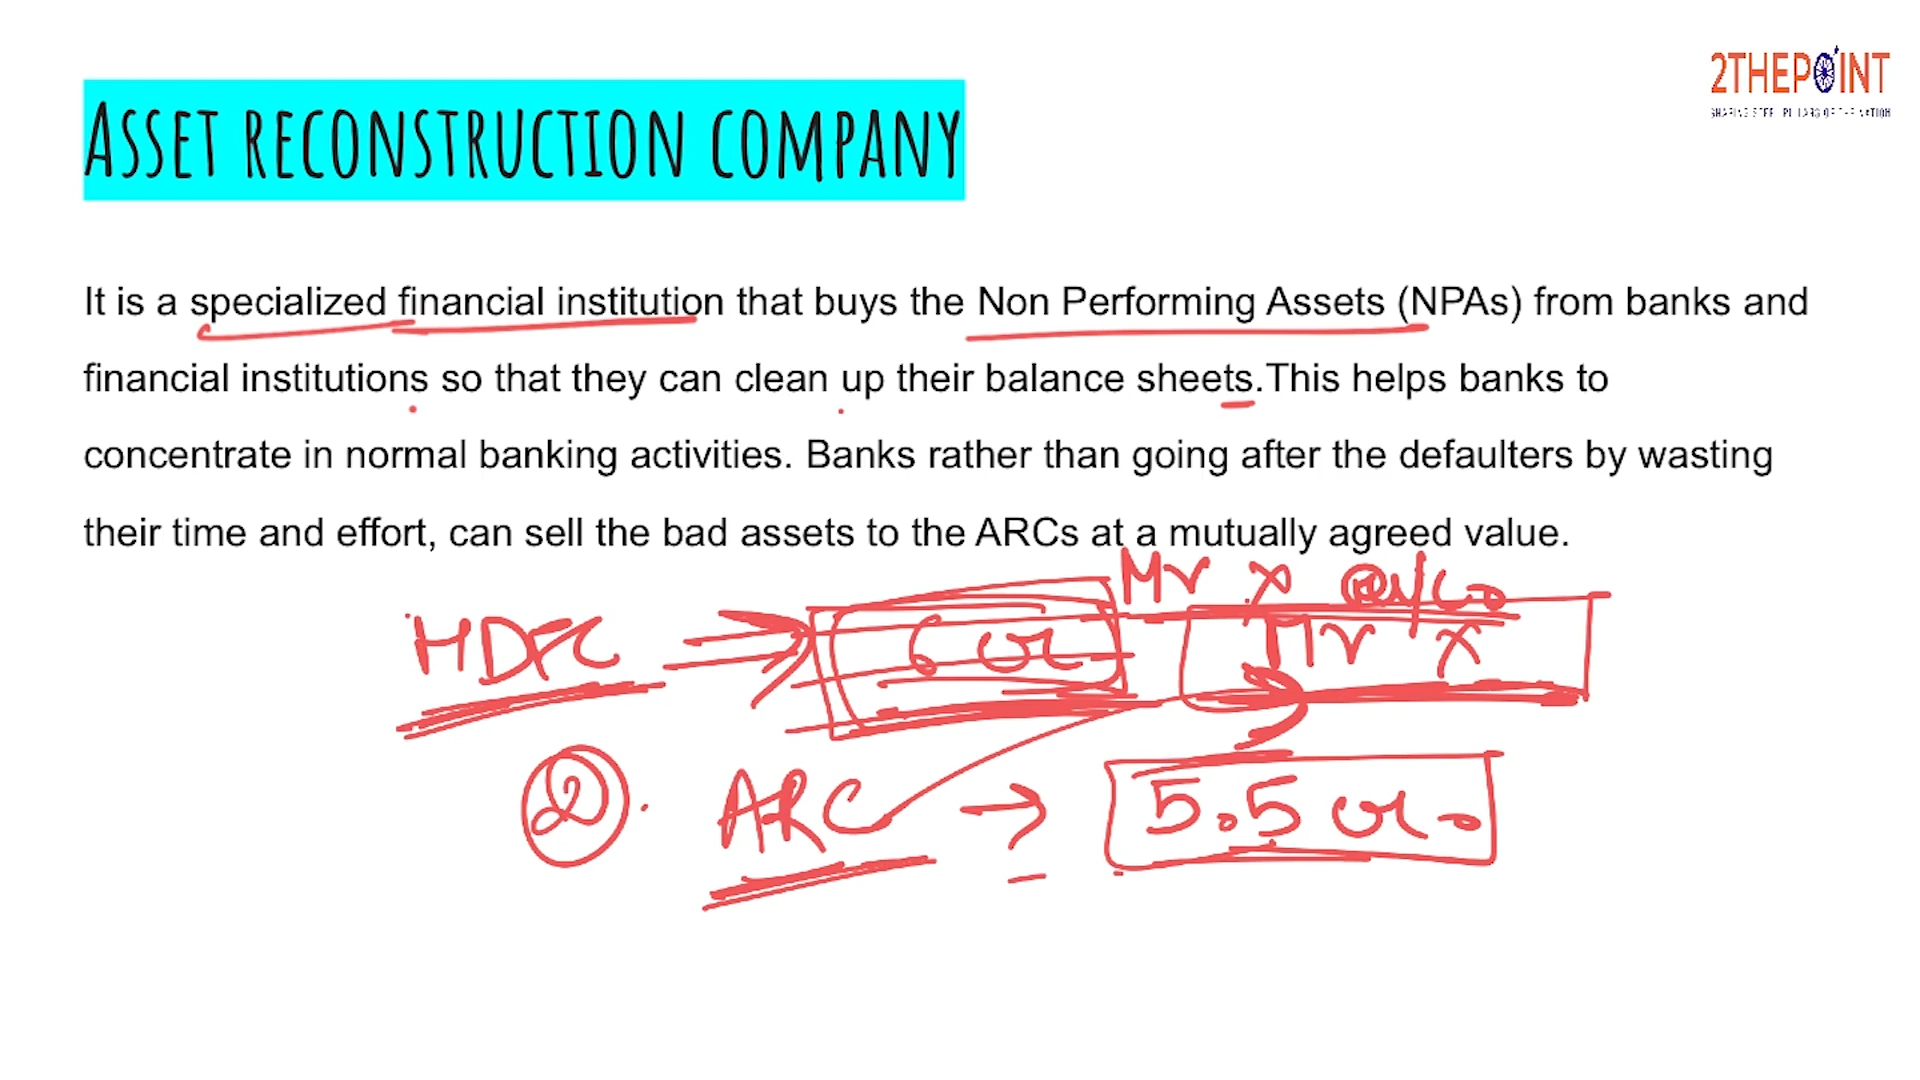 2THEPOINT
ASSET RECONSTRUCTION COMPANY
It is a specialized financial institution that buys the Non Performing Assets (NPAs) from banks and
financial institutions so that they can clean up their balance sheets.This helps banks to
concentrate in normal banking activities. Banks rather than going after the defaulters by wasting
their time and effort, can sell the bad assets to the ARCs at a mutually agreed value.
Mr X
HDFC 6 cr Mr X
2 ARC 5.5 cr.